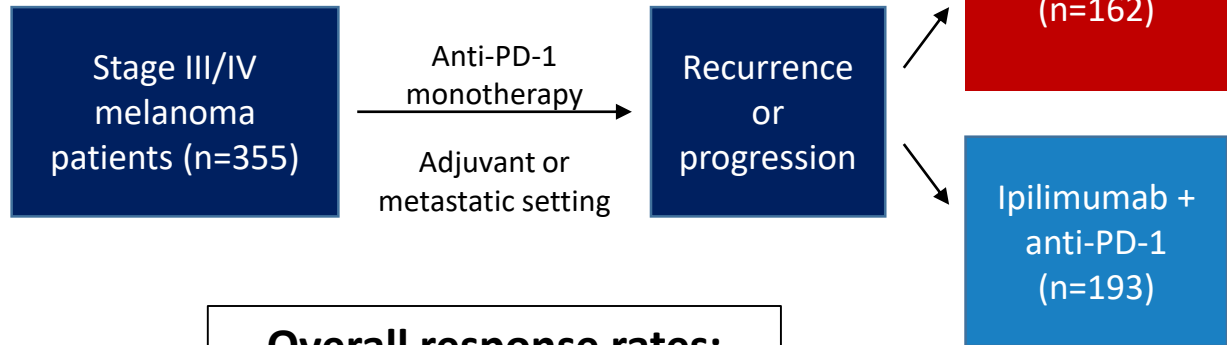 Stage III/IV
melanoma
patients (n=355)
Anti-PD-1
monotherapy
Adjuvant or
metastatic setting
Recurrence
or
progression
(n=162)
Ipilimumab +
anti-PD-1
(n=193)
Overall response rates: